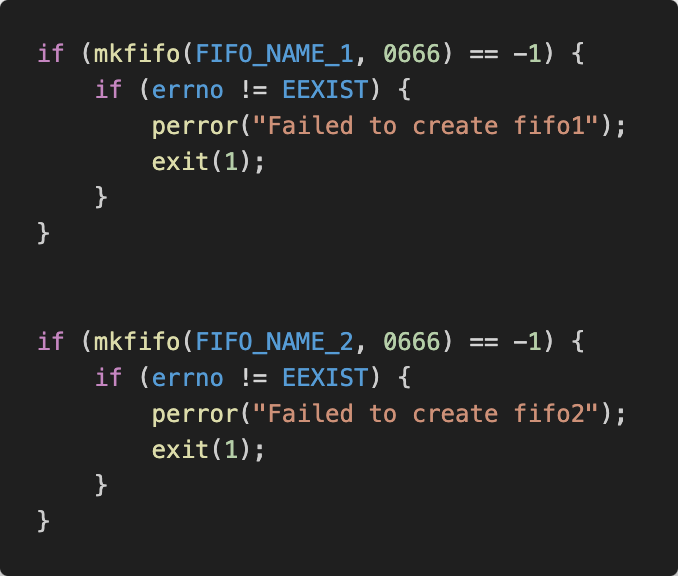 if (mkfifo(FIFO_NAME_1, 0666) == -1) {
    if (errno != EEXIST) {
        perror("Failed to create fifo1");
        exit(1);
    }
}

if (mkfifo(FIFO_NAME_2, 0666) == -1) {
    if (errno != EEXIST) {
        perror("Failed to create fifo2");
        exit(1);
    }
}